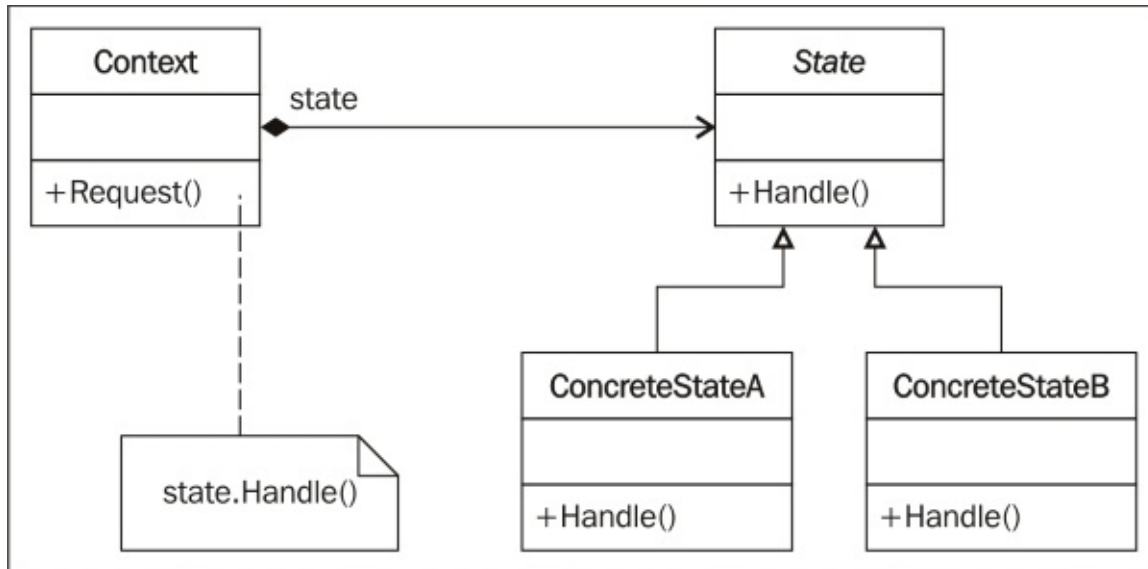 Context
State
state
+Request()
+Handle()
ConcreteStateA
ConcreteStateB
state.Handle()
+Handle()
+Handle()